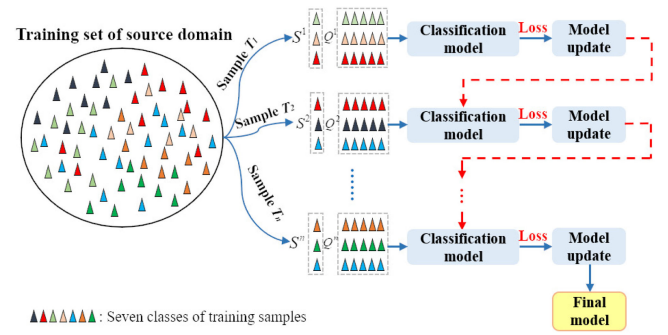 Training set of source domain
Sample T1
S1 Q1
Classification model
Loss
Model update
Sample T2
S2 Q2
Classification model
Loss
Model update
Sample Tn
Sn Qn
Classification model
Loss
Model update
Final model
: Seven classes of training samples